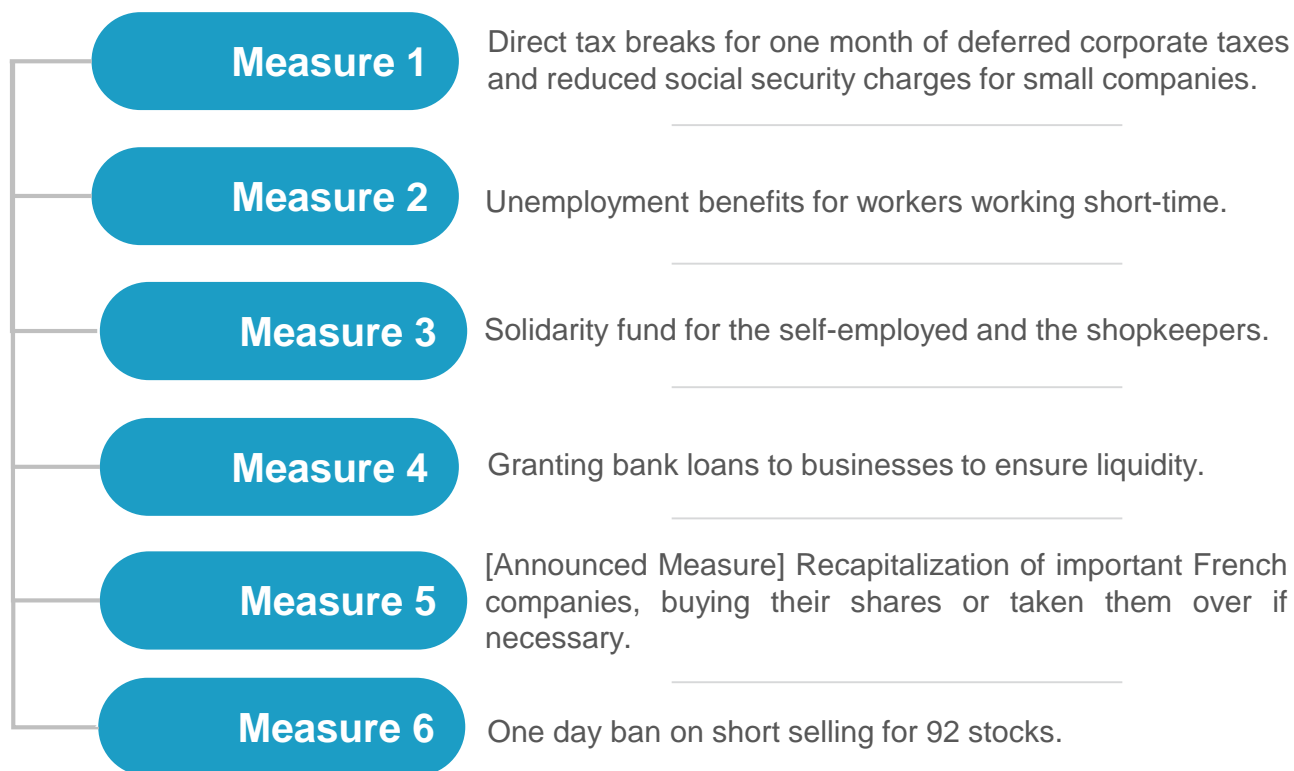 Measure 1
Direct tax breaks for one month of deferred corporate taxes
and reduced social security charges for small companies.
Measure 2
Unemployment benefits for workers working short-time.
Measure 3
Solidarity fund for the self-employed and the shopkeepers.
Measure 4
Granting bank loans to businesses to ensure liquidity.
Measure 5
[Announced Measure] Recapitalization of important French
companies, buying their shares or taken them over if
necessary.
Measure 6
One day ban on short selling for 92 stocks.